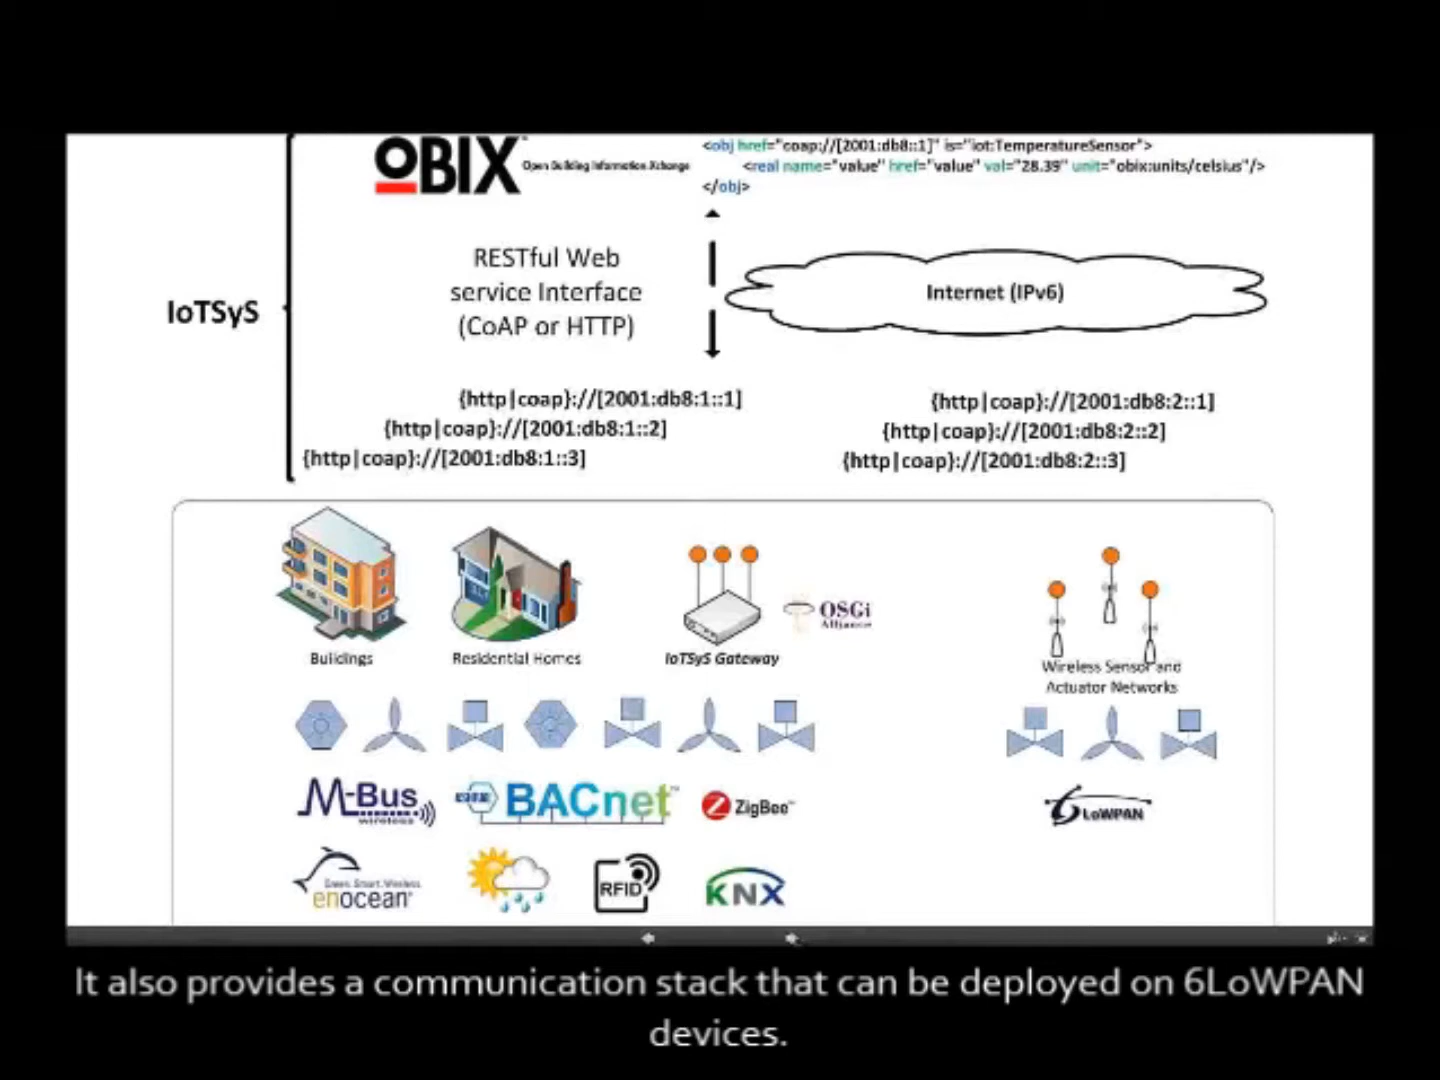 OBIX
Open Building Information Xchange
<obj href="coap://[2001:db8::1]" is="iot:TemperatureSensor">
<real name="value" href="value" val="28.39" unit="obix:units/celsius"/>
</obj>
RESTful Web
service Interface
(CoAP or HTTP)
Internet (IPv6)
IoTSyS
{http|coap}://[2001:db8:1::1]
{http|coap}://[2001:db8:1::2]
{http|coap}://[2001:db8:1::3]
{http|coap}://[2001:db8:2::1]
{http|coap}://[2001:db8:2::2]
{http|coap}://[2001:db8:2::3]
Buildings
Residential Homes
IoTSyS Gateway
OSGi
Alliance
Wireless Sensor and
Actuator Networks
M-Bus
wireless
BACnet™
ZigBee™
6LoWPAN
Green. Smart. Wireless.
enocean®
RFID
KNX
It also provides a communication stack that can be deployed on 6LoWPAN
devices.